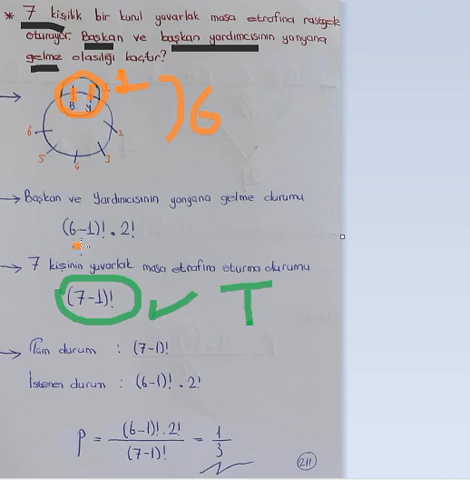 * 7 kişilik bir kurul yuvarlak masa etrafına rastgele
oturuyor. Başkan ve başkan yardımcısının yanyana
gelme olasılığı kaçtır?
1
) 6
B y
6 2
5 3
4
→ Başkan ve yardımcısının yanyana gelme durumu
(6-1)! . 2!
→ 7 kişinin yuvarlak masa etrafına oturma durumu
(7-1)! ✓ T
→ Tüm durum : (7-1)!
İstenen durum : (6-1)! . 2!
P = (6-1)! . 2! / (7-1)! = 1/3
211